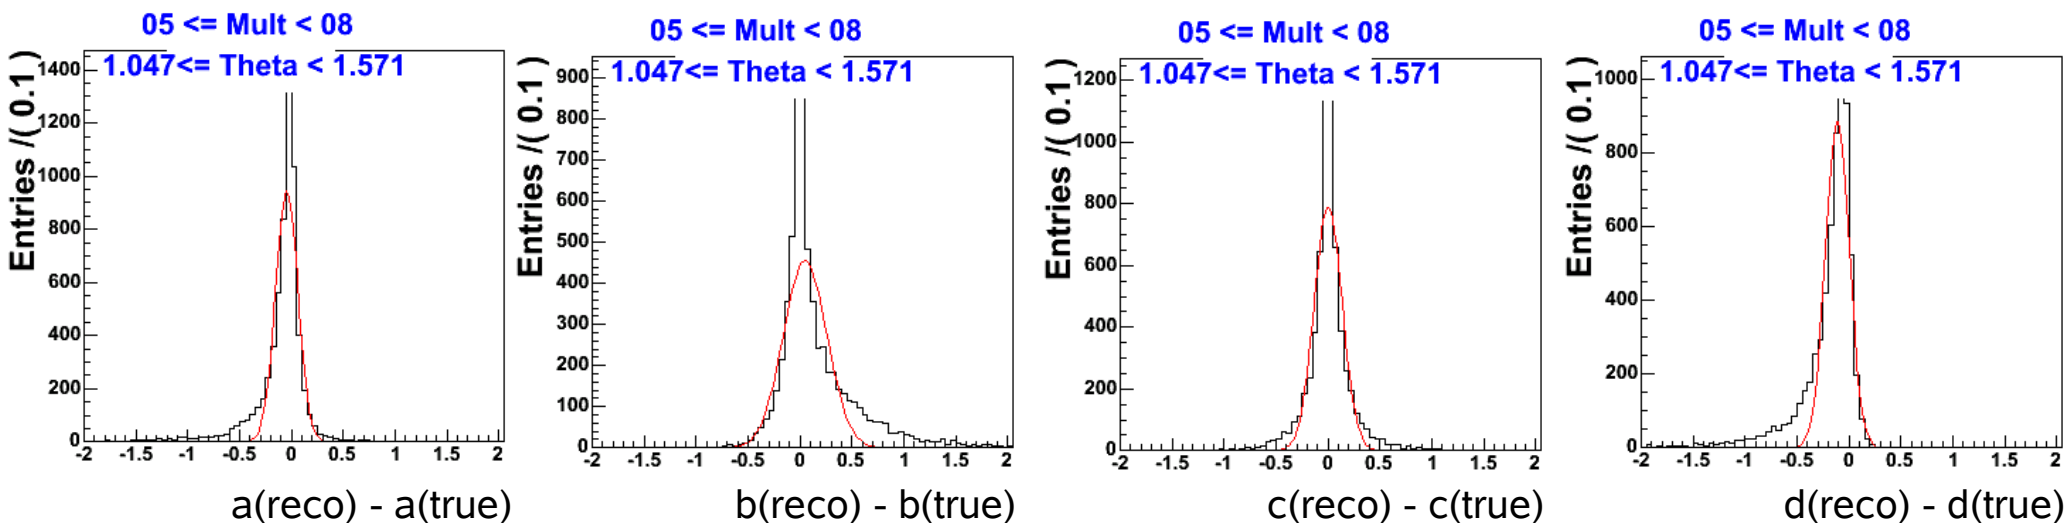 05 <= Mult < 08
1.047<= Theta < 1.571
Entries /( 0.1 )
1400
1200
1000
800
600
400
200
0
-2 -1.5 -1 -0.5 0 0.5 1 1.5 2
a(reco) - a(true)
05 <= Mult < 08
1.047<= Theta < 1.571
Entries /( 0.1 )
900
800
700
600
500
400
300
200
100
0
-2 -1.5 -1 -0.5 0 0.5 1 1.5 2
b(reco) - b(true)
05 <= Mult < 08
1.047<= Theta < 1.571
Entries /( 0.1 )
1200
1000
800
600
400
200
0
-2 -1.5 -1 -0.5 0 0.5 1 1.5 2
c(reco) - c(true)
05 <= Mult < 08
1.047<= Theta < 1.571
Entries /( 0.1 )
1000
800
600
400
200
0
-2 -1.5 -1 -0.5 0 0.5 1 1.5 2
d(reco) - d(true)